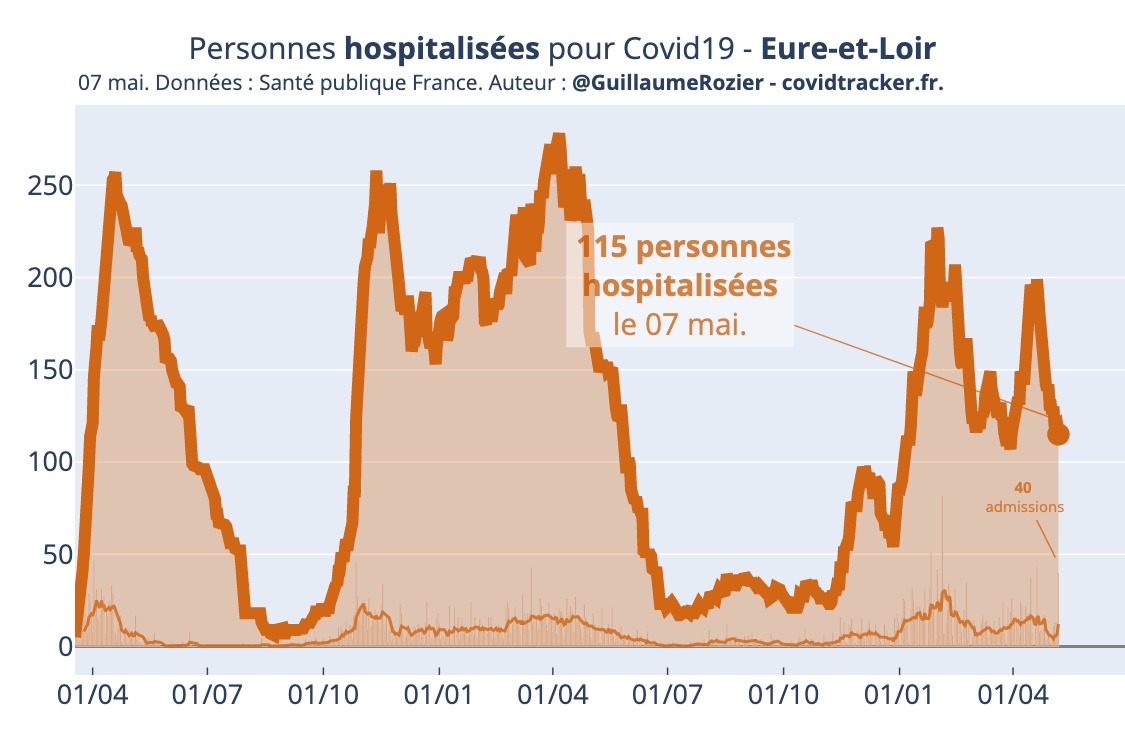 Personnes hospitalisées pour Covid19 - Eure-et-Loir
07 mai. Données : Santé publique France. Auteur : @GuillaumeRozier - covidtracker.fr.
250
200
150
100
50
0
115 personnes
hospitalisées
le 07 mai.
40
admissions
01/04 01/07 01/10 01/01 01/04 01/07 01/10 01/01 01/04